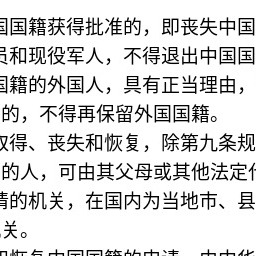 国国籍获得批准的，即丧失中国
员和现役军人，不得退出中国国
国籍的外国人，具有正当理由，
的，不得再保留外国国籍。
取得、丧失和恢复，除第九条规
的人，可由其父母或其他法定代
请的机关，在国内为当地市、县
关。